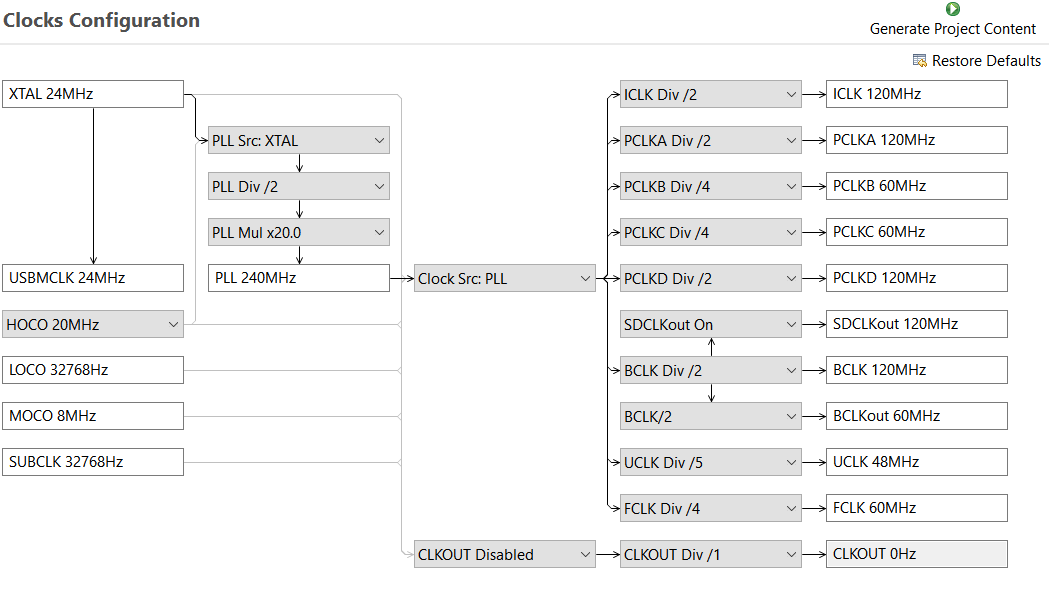 Clocks Configuration
Generate Project Content
Restore Defaults
XTAL 24MHz
ICLK Div /2
ICLK 120MHz
PLL Src: XTAL
PCLKA Div /2
PCLKA 120MHz
PLL Div /2
PCLKB Div /4
PCLKB 60MHz
PLL Mul x20.0
PCLKC Div /4
PCLKC 60MHz
USBMCLK 24MHz
PLL 240MHz
Clock Src: PLL
PCLKD Div /2
PCLKD 120MHz
HOCO 20MHz
SDCLKout On
SDCLKout 120MHz
LOCO 32768Hz
BCLK Div /2
BCLK 120MHz
MOCO 8MHz
BCLK/2
BCLKout 60MHz
SUBCLK 32768Hz
UCLK Div /5
UCLK 48MHz
FCLK Div /4
FCLK 60MHz
CLKOUT Disabled
CLKOUT Div /1
CLKOUT 0Hz